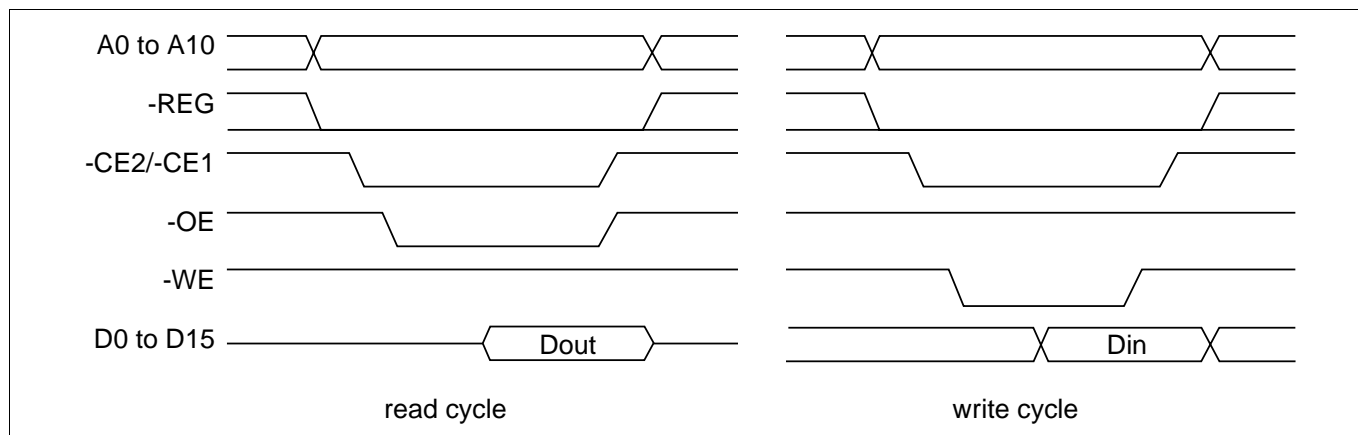 A0 to A10
-REG
-CE2/-CE1
-OE
-WE
D0 to D15
Dout
Din
read cycle
write cycle